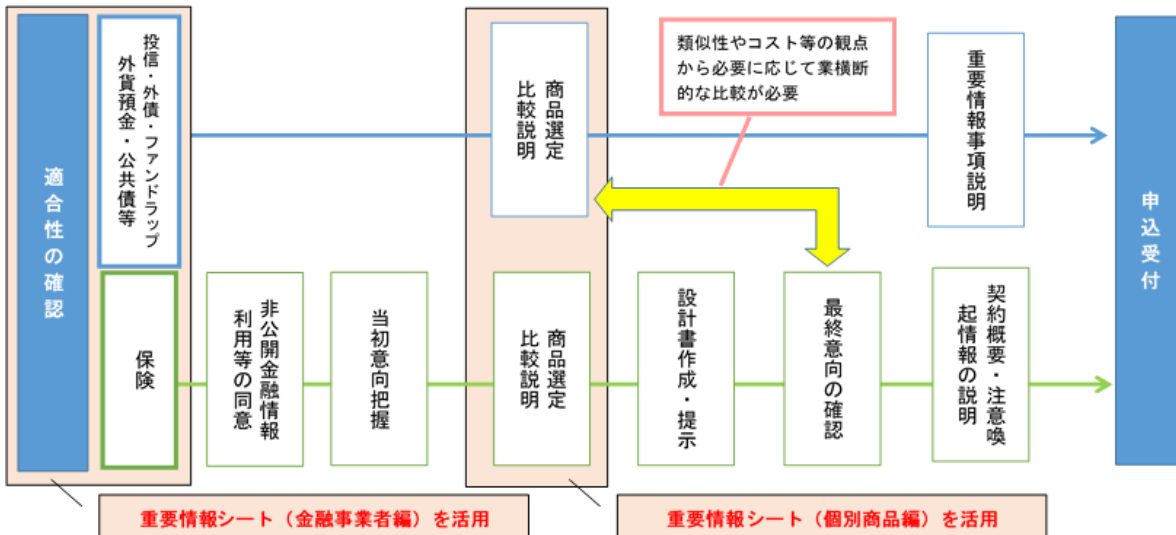 適合性の確認
投信・外債・ファンドラップ
外貨預金・公共債等
商品選定
比較説明
類似性やコスト等の観点
から必要に応じて業横断
的な比較が必要
重要情報事項説明
申込受付
保険
非公開金融情報
利用等の同意
当初意向把握
商品選定
比較説明
設計書作成・提示
最終意向の確認
契約概要・注意喚
起情報の説明
重要情報シート（金融事業者編）を活用
重要情報シート（個別商品編）を活用